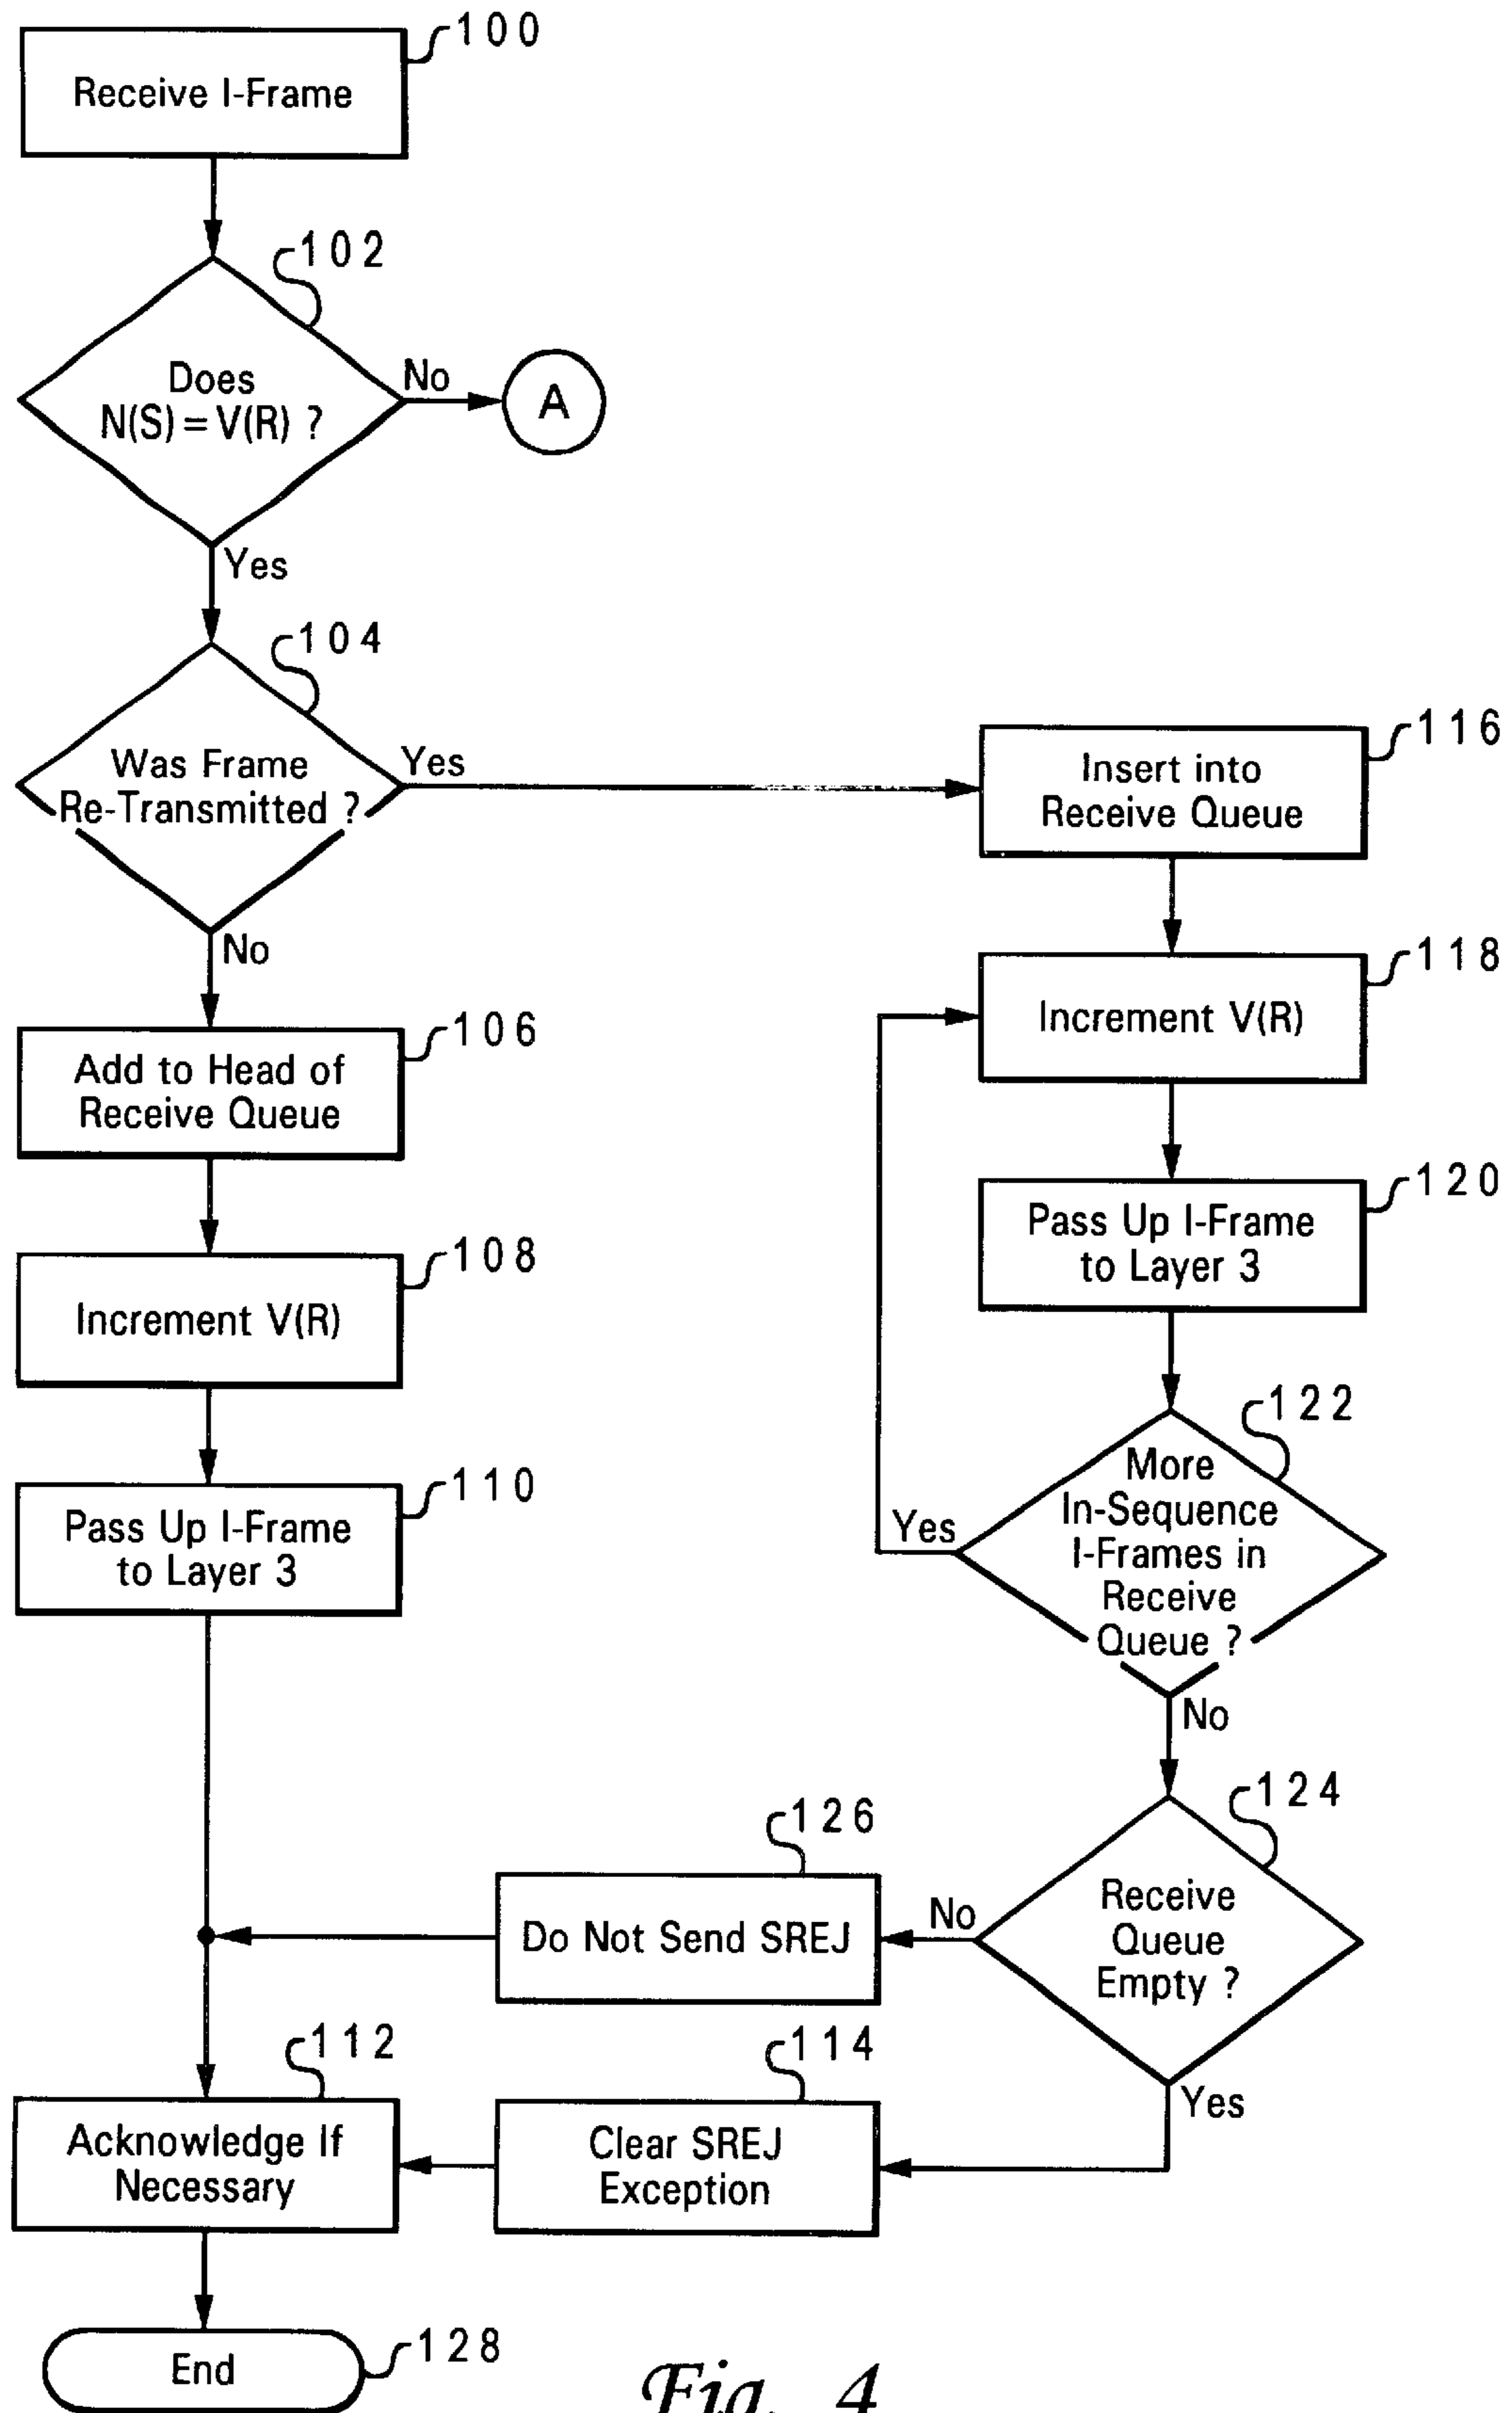 100
Receive I-Frame
102
Does
N(S) = V(R) ?
No
A
Yes
104
Was Frame
Re-Transmitted ?
Yes
No
116
Insert into
Receive Queue
118
Increment V(R)
106
Add to Head of
Receive Queue
120
Pass Up I-Frame
to Layer 3
108
Increment V(R)
122
More
In-Sequence
I-Frames in
Receive
Queue ?
Yes
No
110
Pass Up I-Frame
to Layer 3
124
Receive
Queue
Empty ?
No
Yes
126
Do Not Send SREJ
112
Acknowledge If
Necessary
114
Clear SREJ
Exception
End
128
Fig. 4